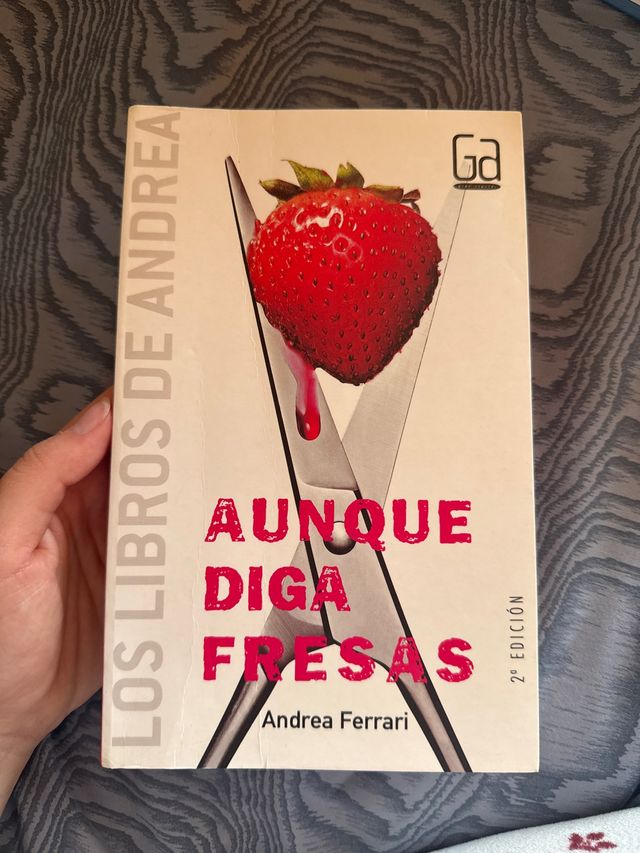 LOS LIBROS DE ANDREA
Ga
AUNQUE
DIGA
FRESAS
2ª EDICIÓN
Andrea Ferrari